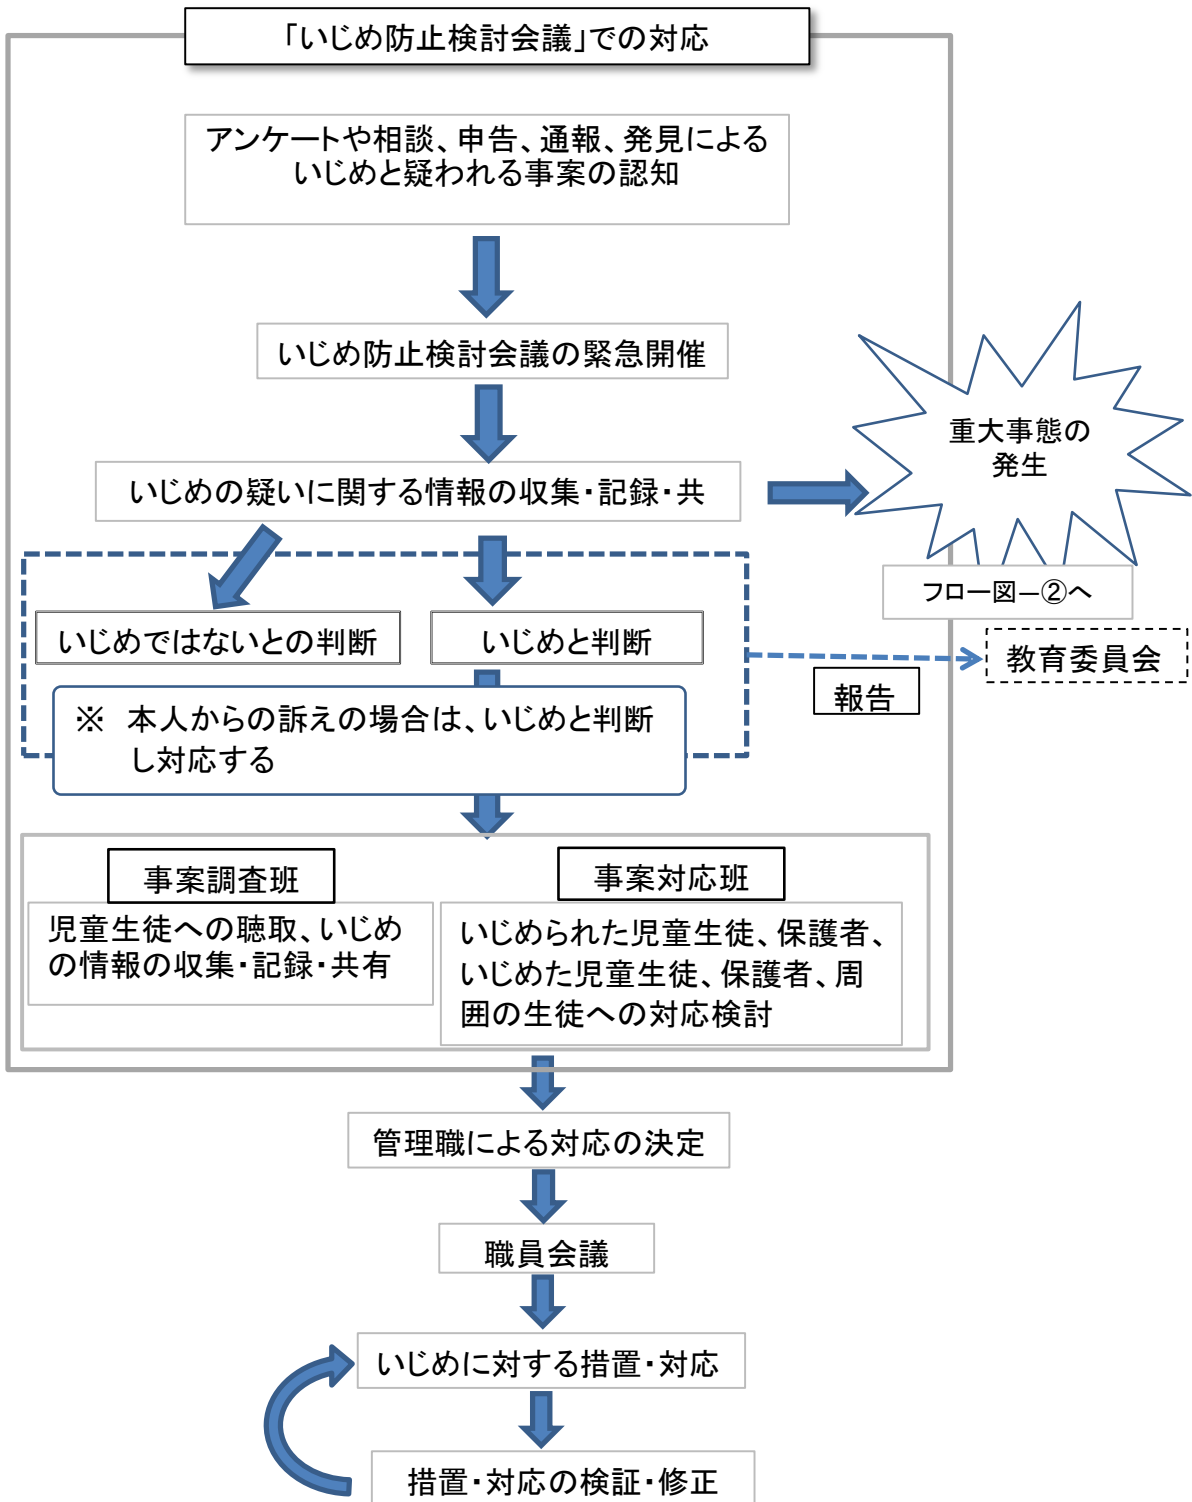 「いじめ防止検討会議」での対応
アンケートや相談、申告、通報、発見による
いじめと疑われる事案の認知
いじめ防止検討会議の緊急開催
いじめの疑いに関する情報の収集・記録・共
重大事態の
発生
フロー図―②へ
いじめではないとの判断
いじめと判断
教育委員会
報告
※ 本人からの訴えの場合は、いじめと判断
し対応する
事案調査班
児童生徒への聴取、いじめ
の情報の収集・記録・共有
事案対応班
いじめられた児童生徒、保護者、
いじめた児童生徒、保護者、周
囲の生徒への対応検討
管理職による対応の決定
職員会議
いじめに対する措置・対応
措置・対応の検証・修正